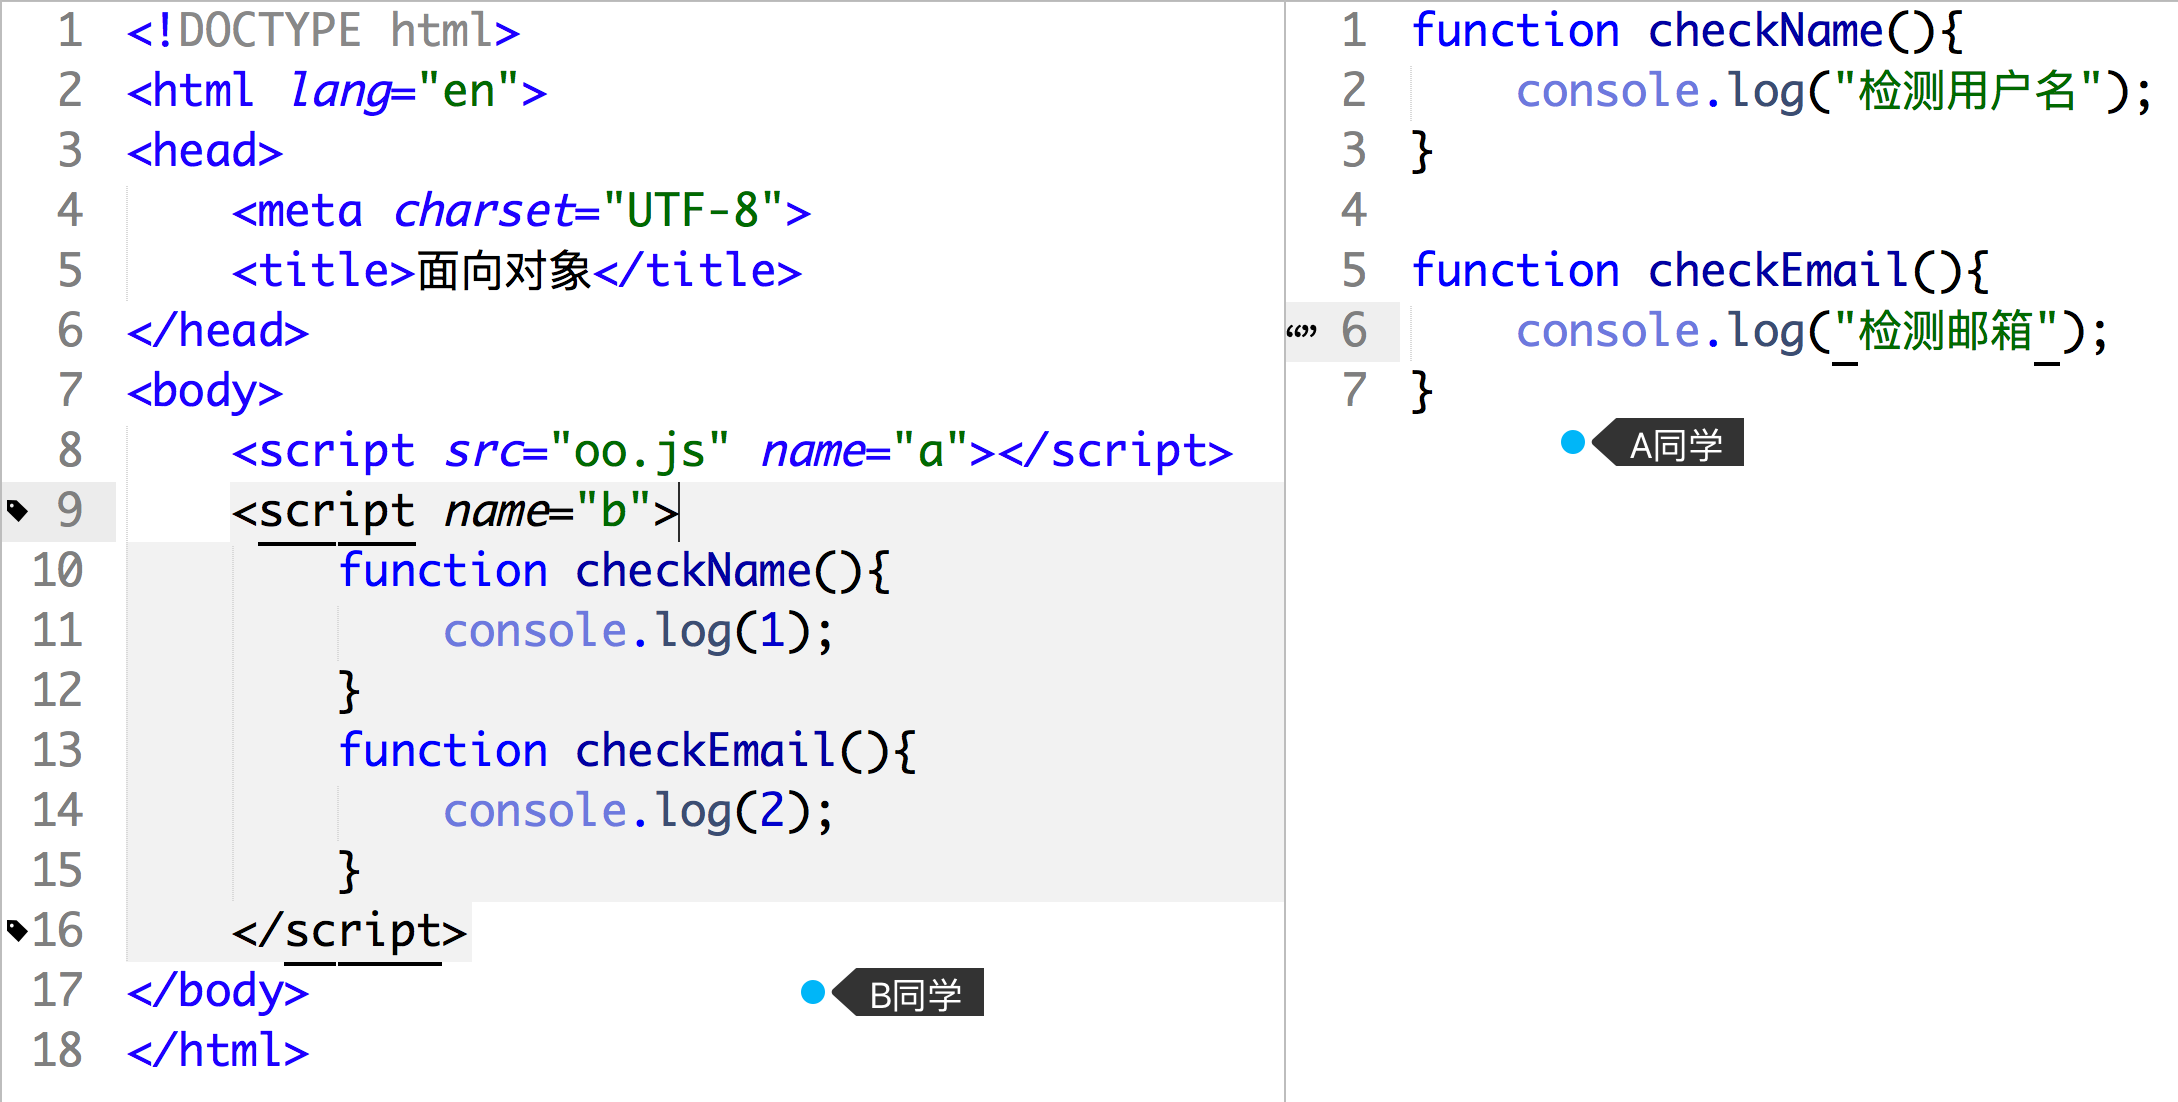 1 <!DOCTYPE html>
2 <html lang="en">
3 <head>
4     <meta charset="UTF-8">
5     <title>面向对象</title>
6 </head>
7 <body>
8     <script src="oo.js" name="a"></script>
9     <script name="b">
10         function checkName(){
11             console.log(1);
12         }
13         function checkEmail(){
14             console.log(2);
15         }
16     </script>
17 </body>
18 </html>
B同学
1 function checkName(){
2     console.log("检测用户名");
3 }
4
5 function checkEmail(){
6     console.log("检测邮箱");
7 }
A同学